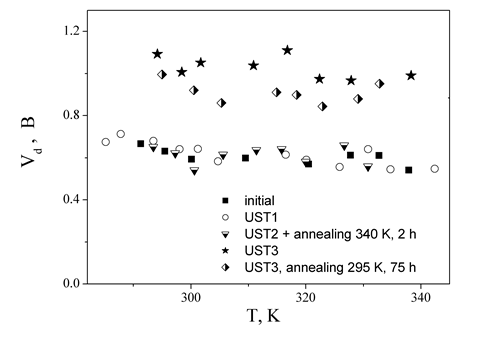 1.2
0.8
0.4
0.0
V_d , B
initial
UST1
UST2 + annealing 340 K, 2 h
UST3
UST3, annealing 295 K, 75 h
300 320 340
T, K